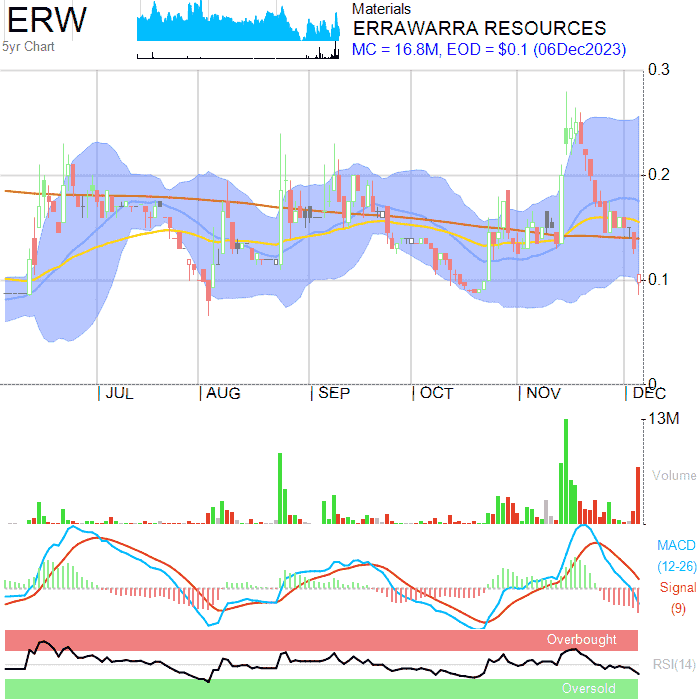 ERW
5yr Chart
Materials
ERRAWARRA RESOURCES
MC = 16.8M, EOD = $0.1 (06Dec2023)
0.3
0.2
0.1
0
JUL
AUG
SEP
OCT
NOV
DEC
13M
Volume
MACD
(12-26)
Signal
(9)
Overbought
RSI(14)
Oversold